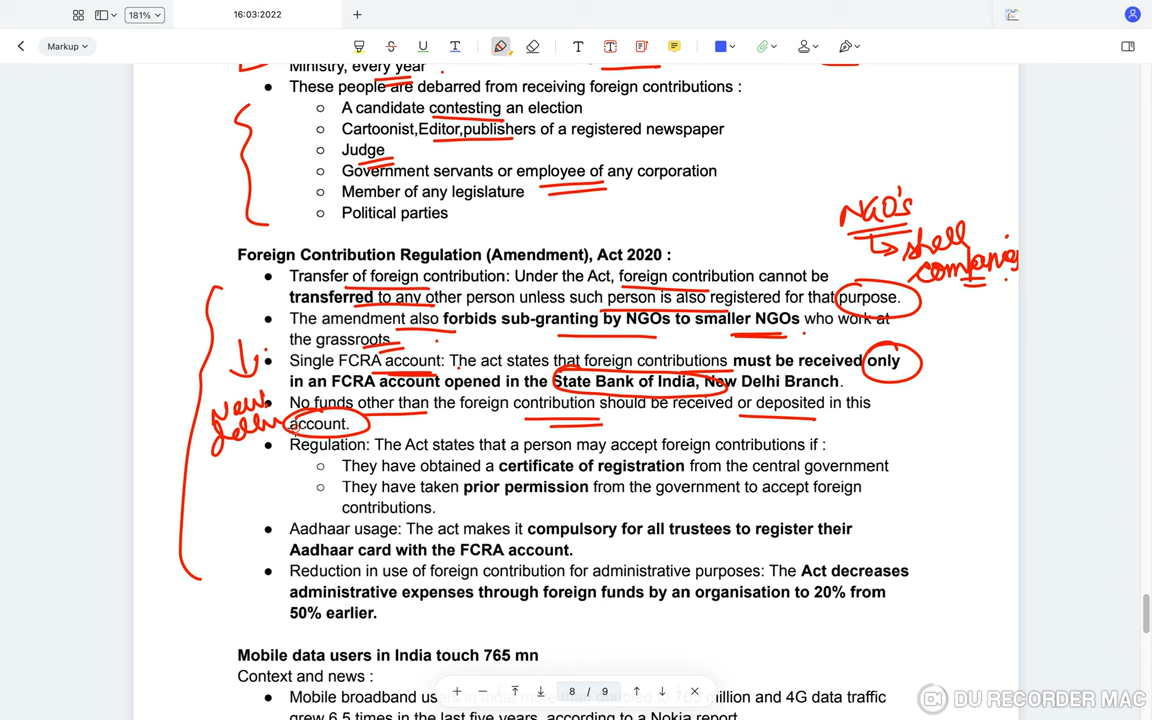 181%
16:03:2022
Markup
Ministry, every year
These people are debarred from receiving foreign contributions :
A candidate contesting an election
Cartoonist,Editor,publishers of a registered newspaper
Judge
Government servants or employee of any corporation
Member of any legislature
Political parties
NGO's
shell
companies
Foreign Contribution Regulation (Amendment), Act 2020 :
Transfer of foreign contribution: Under the Act, foreign contribution cannot be
transferred to any other person unless such person is also registered for that purpose.
The amendment also forbids sub-granting by NGOs to smaller NGOs who work at
the grassroots.
Single FCRA account: The act states that foreign contributions must be received only
in an FCRA account opened in the State Bank of India, New Delhi Branch.
No funds other than the foreign contribution should be received or deposited in this
account.
New
Delhi
Regulation: The Act states that a person may accept foreign contributions if :
They have obtained a certificate of registration from the central government
They have taken prior permission from the government to accept foreign
contributions.
Aadhaar usage: The act makes it compulsory for all trustees to register their
Aadhaar card with the FCRA account.
Reduction in use of foreign contribution for administrative purposes: The Act decreases
administrative expenses through foreign funds by an organisation to 20% from
50% earlier.
Mobile data users in India touch 765 mn
Context and news :
Mobile broadband users in India more than doubled to 765 million and 4G data traffic
grew 6.5 times in the last five years, according to a Nokia report.
8 / 9
DU RECORDER MAC